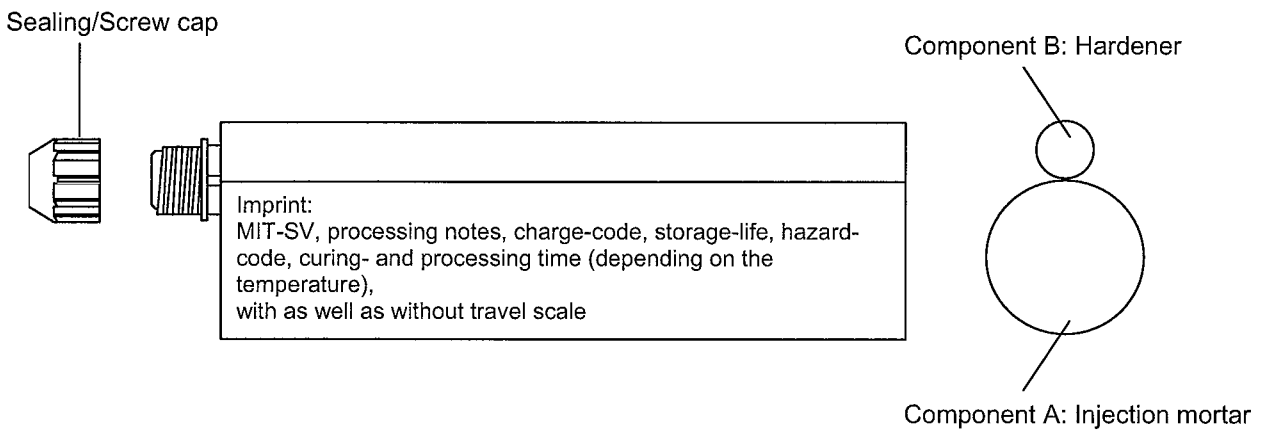 Sealing/Screw cap
Component B: Hardener
Imprint:
MIT-SV, processing notes, charge-code, storage-life, hazard-
code, curing- and processing time (depending on the
temperature),
with as well as without travel scale
Component A: Injection mortar